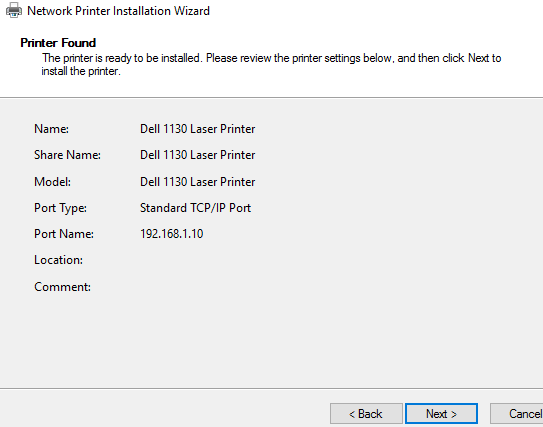 Network Printer Installation Wizard
Printer Found
The printer is ready to be installed. Please review the printer settings below, and then click Next to
install the printer.
Name: Dell 1130 Laser Printer
Share Name: Dell 1130 Laser Printer
Model: Dell 1130 Laser Printer
Port Type: Standard TCP/IP Port
Port Name: 192.168.1.10
Location:
Comment:
< Back Next > Cancel